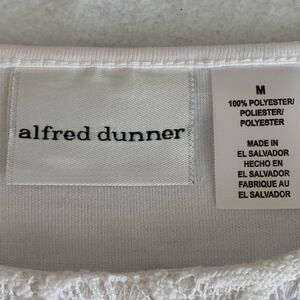 alfred dunner
M
100% POLYESTER/
POLIESTER/
POLYESTER
MADE IN
EL SALVADOR
HECHO EN
EL SALVADOR
FABRIQUE AU
EL SALVADOR